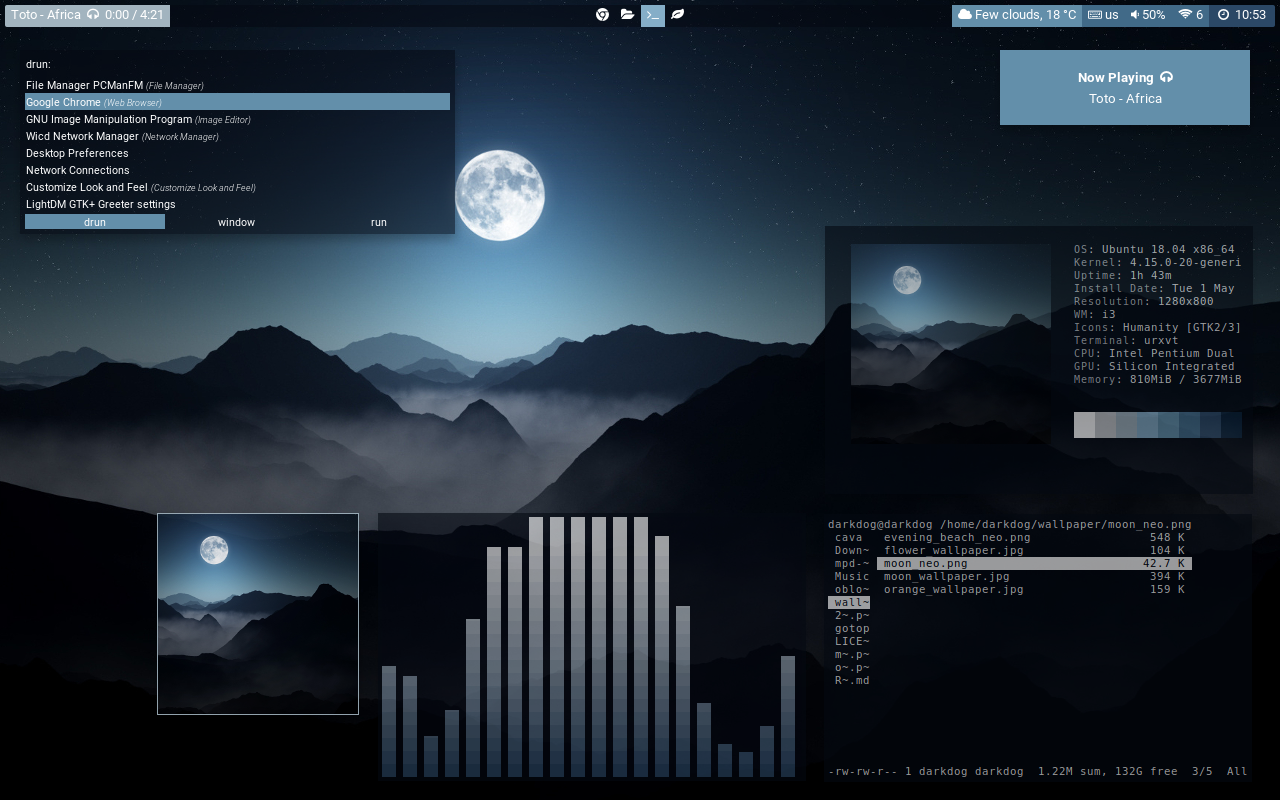 Toto - Africa 0:00 / 4:21
>_
Few clouds, 18 °C us 50% 6 10:53
drun:
File Manager PCManFM (File Manager)
Google Chrome (Web Browser)
GNU Image Manipulation Program (Image Editor)
Wicd Network Manager (Network Manager)
Desktop Preferences
Network Connections
Customize Look and Feel (Customize Look and Feel)
LightDM GTK+ Greeter settings
drun window run
Now Playing
Toto - Africa
OS: Ubuntu 18.04 x86_64
Kernel: 4.15.0-20-generi
Uptime: 1h 43m
Install Date: Tue 1 May
Resolution: 1280x800
WM: i3
Icons: Humanity [GTK2/3]
Terminal: urxvt
CPU: Intel Pentium Dual
GPU: Silicon Integrated
Memory: 810MiB / 3677MiB
darkdog@darkdog /home/darkdog/wallpaper/moon_neo.png
cava evening_beach_neo.png 548 K
Down~ flower_wallpaper.jpg 104 K
mpd-~ moon_neo.png 42.7 K
Music moon_wallpaper.jpg 394 K
oblo~ orange_wallpaper.jpg 159 K
wall~
2~.p~
gotop
LICE~
m~.p~
o~.p~
R~.md
-rw-rw-r-- 1 darkdog darkdog 1.22M sum, 132G free 3/5 All